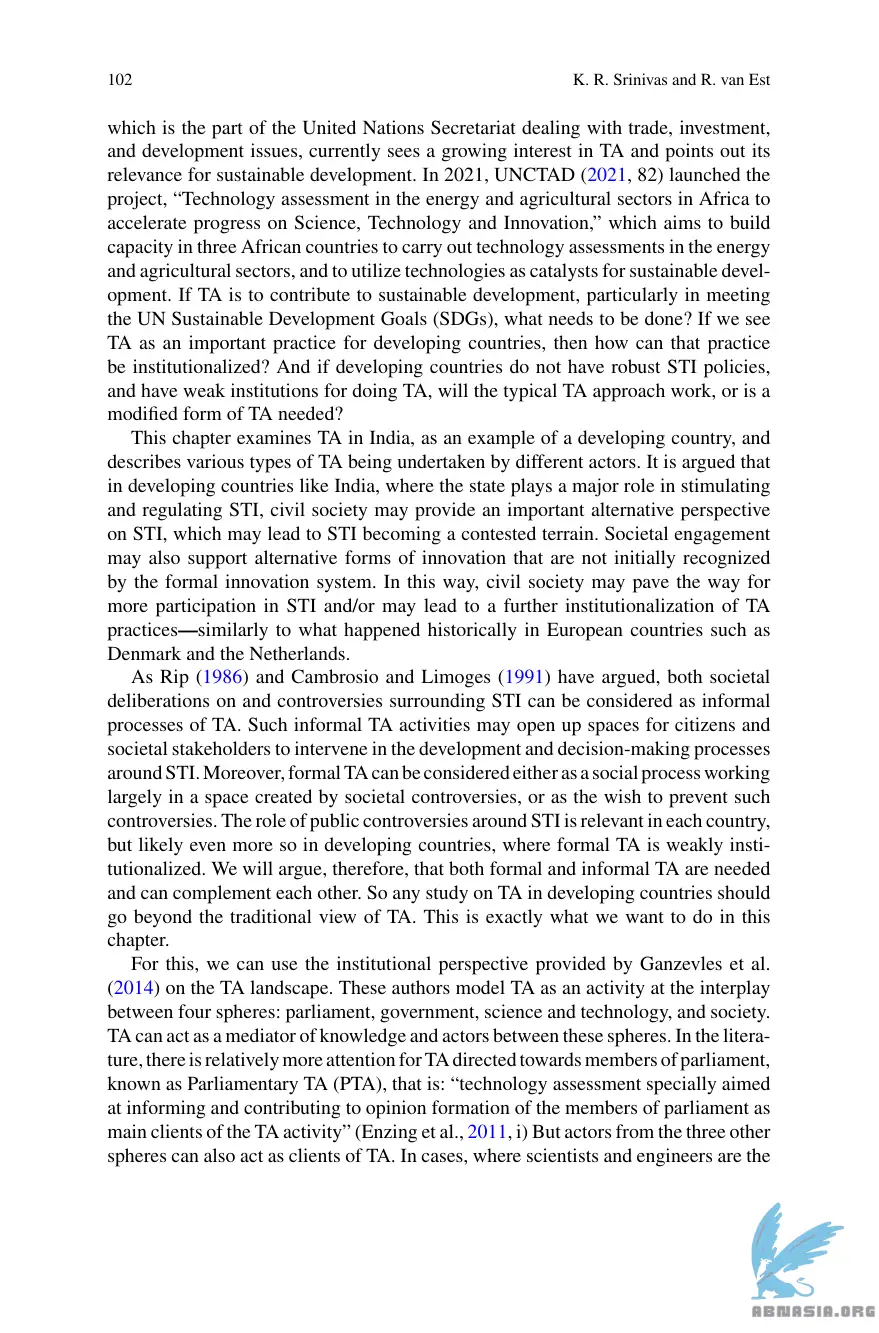 102 K. R. Srinivas and R. van Est
which is the part of the United Nations Secretariat dealing with trade, investment,
and development issues, currently sees a growing interest in TA and points out its
relevance for sustainable development. In 2021, UNCTAD (2021, 82) launched the
project, “Technology assessment in the energy and agricultural sectors in Africa to
accelerate progress on Science, Technology and Innovation,” which aims to build
capacity in three African countries to carry out technology assessments in the energy
and agricultural sectors, and to utilize technologies as catalysts for sustainable devel-
opment. If TA is to contribute to sustainable development, particularly in meeting
the UN Sustainable Development Goals (SDGs), what needs to be done? If we see
TA as an important practice for developing countries, then how can that practice
be institutionalized? And if developing countries do not have robust STI policies,
and have weak institutions for doing TA, will the typical TA approach work, or is a
modified form of TA needed?
This chapter examines TA in India, as an example of a developing country, and
describes various types of TA being undertaken by different actors. It is argued that
in developing countries like India, where the state plays a major role in stimulating
and regulating STI, civil society may provide an important alternative perspective
on STI, which may lead to STI becoming a contested terrain. Societal engagement
may also support alternative forms of innovation that are not initially recognized
by the formal innovation system. In this way, civil society may pave the way for
more participation in STI and/or may lead to a further institutionalization of TA
practices—similarly to what happened historically in European countries such as
Denmark and the Netherlands.
As Rip (1986) and Cambrosio and Limoges (1991) have argued, both societal
deliberations on and controversies surrounding STI can be considered as informal
processes of TA. Such informal TA activities may open up spaces for citizens and
societal stakeholders to intervene in the development and decision-making processes
around STI. Moreover, formal TA can be considered either as a social process working
largely in a space created by societal controversies, or as the wish to prevent such
controversies. The role of public controversies around STI is relevant in each country,
but likely even more so in developing countries, where formal TA is weakly insti-
tutionalized. We will argue, therefore, that both formal and informal TA are needed
and can complement each other. So any study on TA in developing countries should
go beyond the traditional view of TA. This is exactly what we want to do in this
chapter.
For this, we can use the institutional perspective provided by Ganzevles et al.
(2014) on the TA landscape. These authors model TA as an activity at the interplay
between four spheres: parliament, government, science and technology, and society.
TA can act as a mediator of knowledge and actors between these spheres. In the litera-
ture, there is relatively more attention for TA directed towards members of parliament,
known as Parliamentary TA (PTA), that is: “technology assessment specially aimed
at informing and contributing to opinion formation of the members of parliament as
main clients of the TA activity” (Enzing et al., 2011, i) But actors from the three other
spheres can also act as clients of TA. In cases, where scientists and engineers are the
ABNASIA.ORG